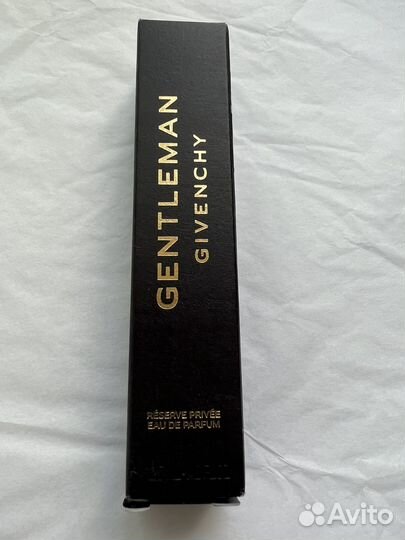 GENTLEMAN
GIVENCHY
RÉSERVE PRIVÉE
EAU DE PARFUM
Avito